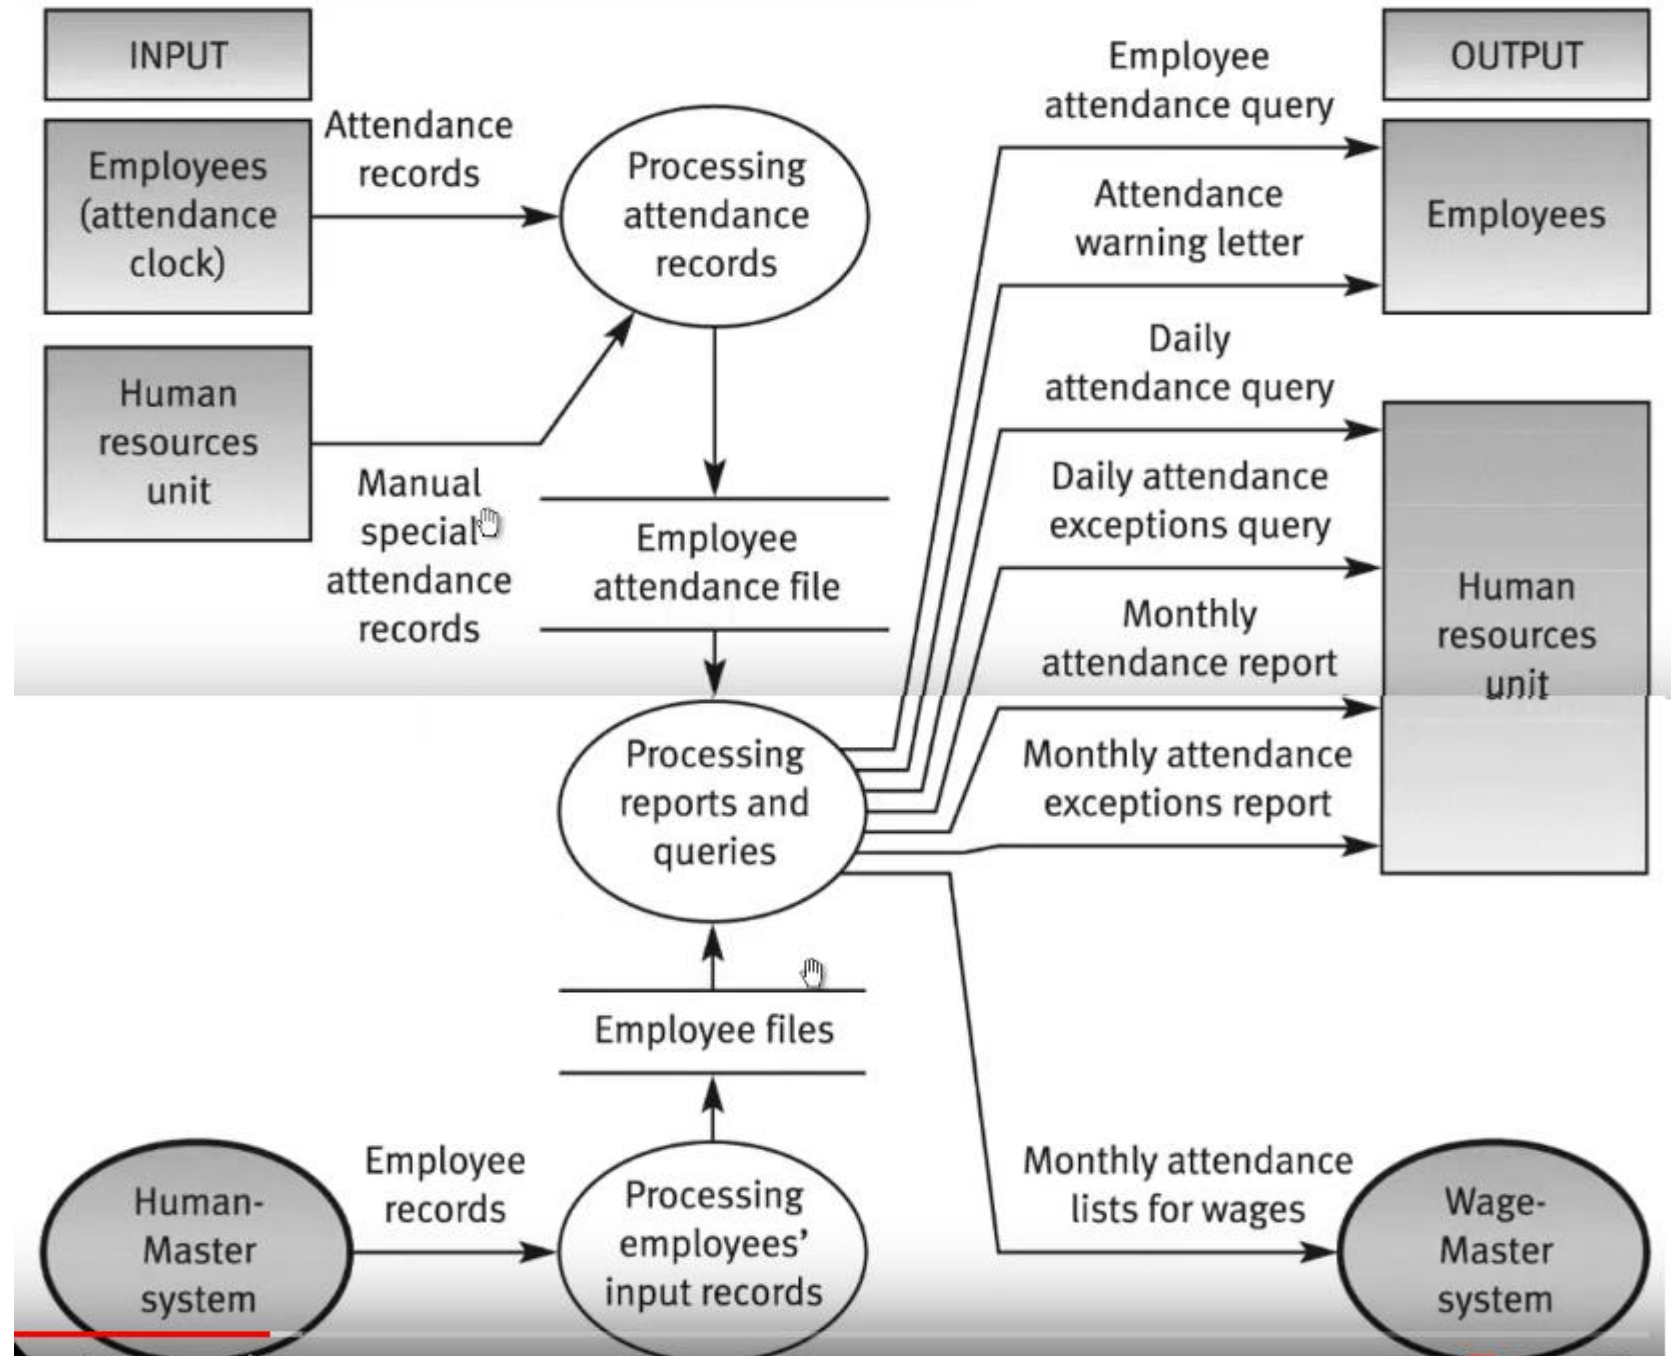 INPUT
Employees
(attendance
clock)
Human
resources
unit
Attendance
records
Manual
special
attendance
records
Processing
attendance
records
Employee
attendance file
Processing
reports and
queries
Employee files
Human-
Master
system
Employee
records
Processing
employees’
input records
Employee
attendance query
Attendance
warning letter
Daily
attendance query
Daily attendance
exceptions query
Monthly
attendance report
Monthly attendance
exceptions report
Monthly attendance
lists for wages
OUTPUT
Employees
Human
resources
unit
Wage-
Master
system